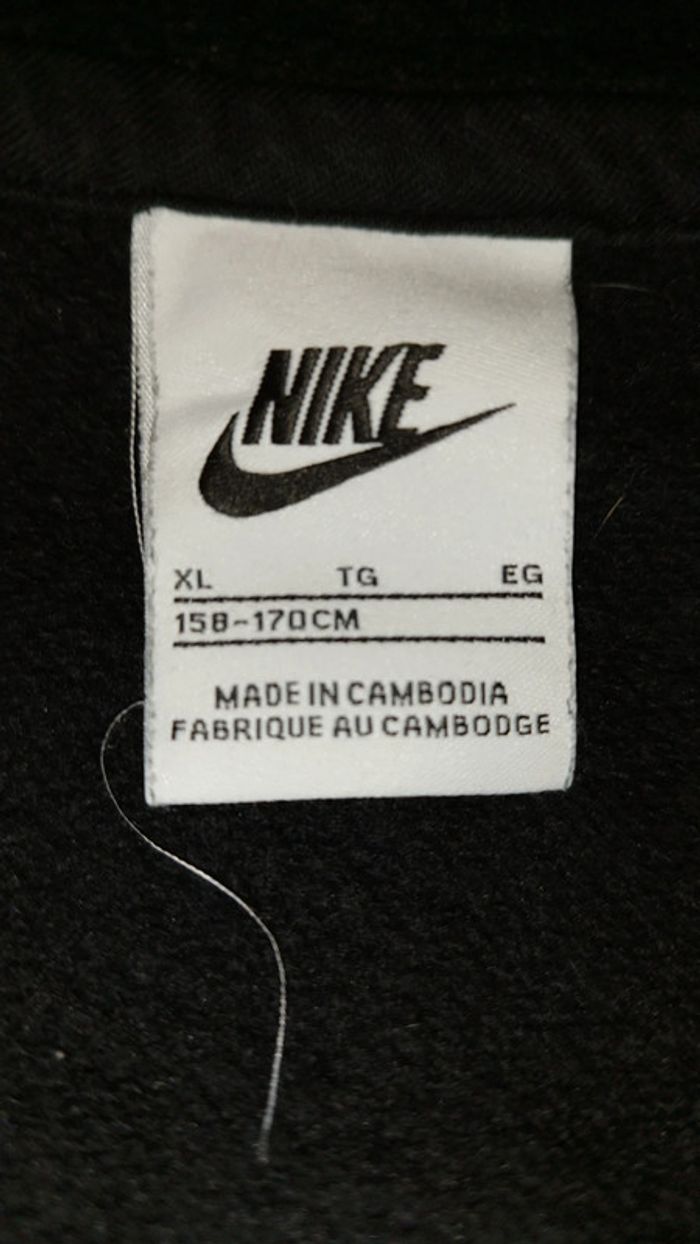 NIKE
XL TG EG
158-170CM
MADE IN CAMBODIA
FABRIQUE AU CAMBODGE